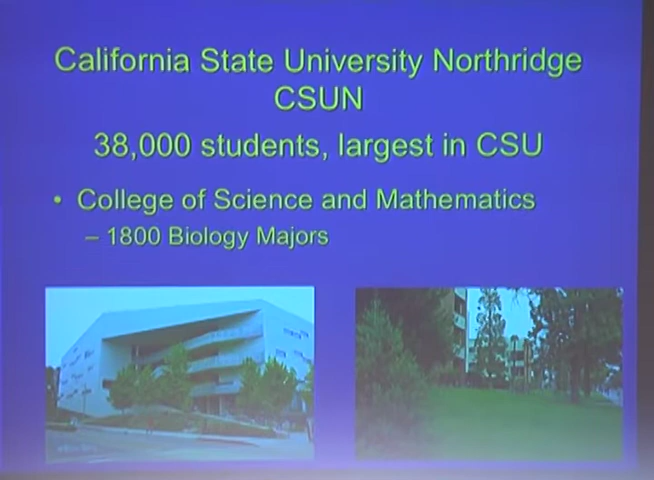 California State University Northridge
CSUN
38,000 students, largest in CSU
• College of Science and Mathematics
– 1800 Biology Majors